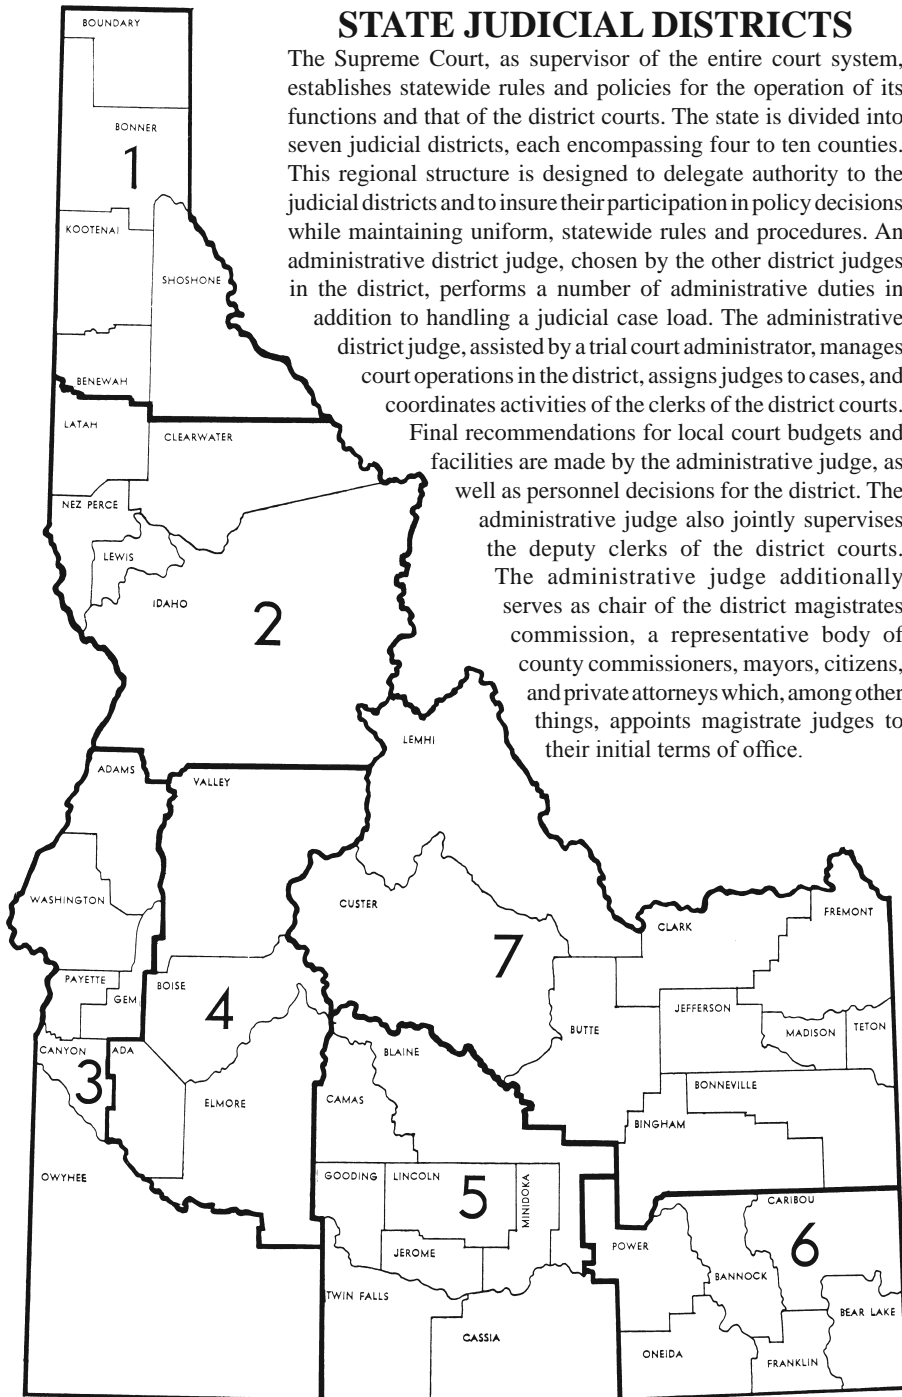 STATE JUDICIAL DISTRICTS
The Supreme Court, as supervisor of the entire court system,
establishes statewide rules and policies for the operation of its
functions and that of the district courts. The state is divided into
seven judicial districts, each encompassing four to ten counties.
This regional structure is designed to delegate authority to the
judicial districts and to insure their participation in policy decisions
while maintaining uniform, statewide rules and procedures. An
administrative district judge, chosen by the other district judges
in the district, performs a number of administrative duties in
addition to handling a judicial case load. The administrative
district judge, assisted by a trial court administrator, manages
court operations in the district, assigns judges to cases, and
coordinates activities of the clerks of the district courts.
Final recommendations for local court budgets and
facilities are made by the administrative judge, as
well as personnel decisions for the district. The
administrative judge also jointly supervises
the deputy clerks of the district courts.
The administrative judge additionally
serves as chair of the district magistrates
commission, a representative body of
county commissioners, mayors, citizens,
and private attorneys which, among other
things, appoints magistrate judges to
their initial terms of office.
BOUNDARY
BONNER
1
KOOTENAI
SHOSHONE
BENEWAH
LATAH
CLEARWATER
NEZ PERCE
LEWIS
IDAHO
2
LEMHI
ADAMS
VALLEY
WASHINGTON
CUSTER
7
CLARK
FREMONT
PAYETTE
GEM
BOISE
4
BUTTE
JEFFERSON
MADISON
TETON
CANYON
3
ADA
ELMORE
BLAINE
CAMAS
BONNEVILLE
BINGHAM
OWYHEE
GOODING
LINCOLN
5
MINIDOKA
JEROME
TWIN FALLS
CASSIA
CARIBOU
6
POWER
BANNOCK
BEAR LAKE
ONEIDA
FRANKLIN